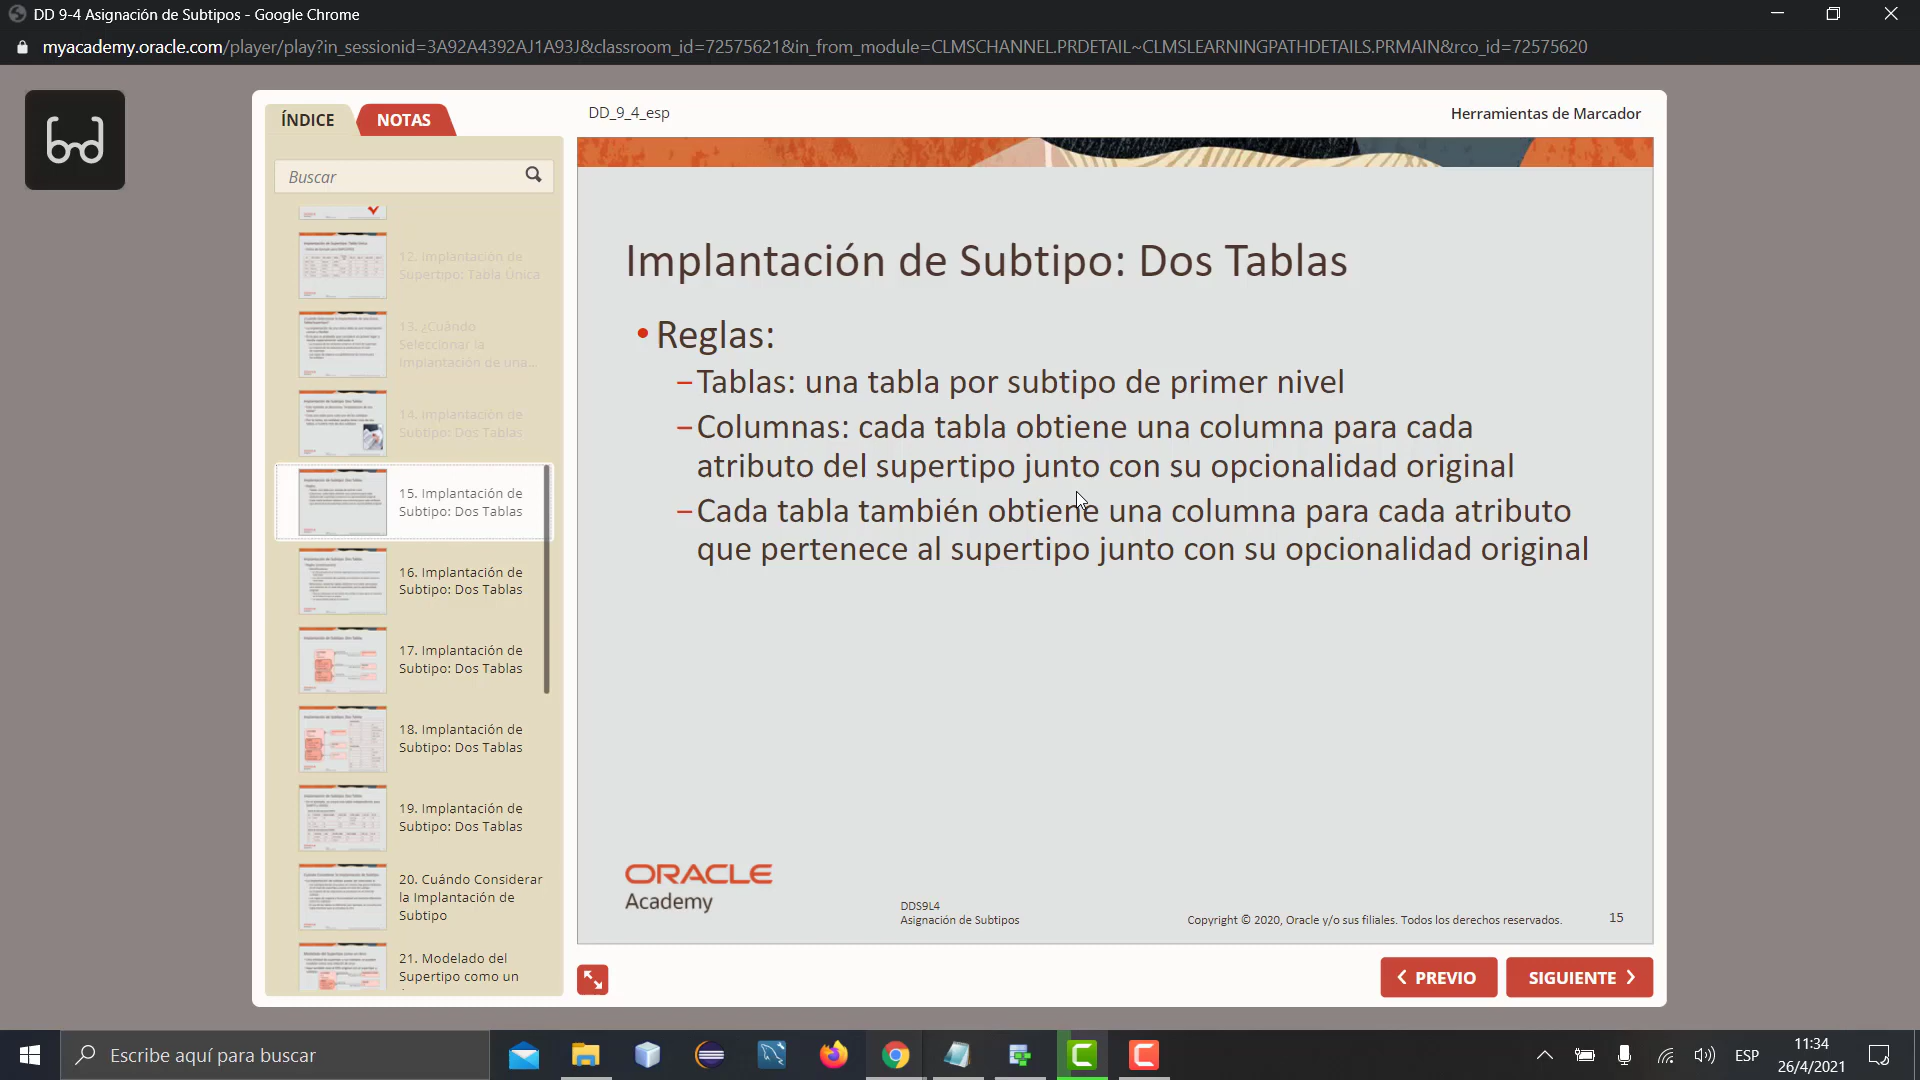 DD 9-4 Asignación de Subtipos - Google Chrome
myacademy.oracle.com/player/play?in_sessionid=3A92A4392AJ1A93J&classroom_id=72575621&in_from_module=CLMSCHANNEL.PRDETAIL~CLMSLEARNINGPATHDETAILS.PRMAIN&rco_id=72575620
ÍNDICE
NOTAS
DD_9_4_esp
Herramientas de Marcador
Buscar
12. Implantación de
Supertipo: Tabla Única
13. ¿Cuándo
Seleccionar la
Implantación de una...
14. Implantación de
Subtipo: Dos Tablas
15. Implantación de
Subtipo: Dos Tablas
16. Implantación de
Subtipo: Dos Tablas
17. Implantación de
Subtipo: Dos Tablas
18. Implantación de
Subtipo: Dos Tablas
19. Implantación de
Subtipo: Dos Tablas
20. Cuándo Considerar
la Implantación de
Subtipo
21. Modelado del
Supertipo como un
Implantación de Subtipo: Dos Tablas
• Reglas:
–Tablas: una tabla por subtipo de primer nivel
–Columnas: cada tabla obtiene una columna para cada
atributo del supertipo junto con su opcionalidad original
–Cada tabla también obtiene una columna para cada atributo
que pertenece al supertipo junto con su opcionalidad original
ORACLE
Academy
DDS9L4
Asignación de Subtipos
Copyright © 2020, Oracle y/o sus filiales. Todos los derechos reservados.
15
PREVIO
SIGUIENTE
Escribe aquí para buscar
ESP
11:34
26/4/2021